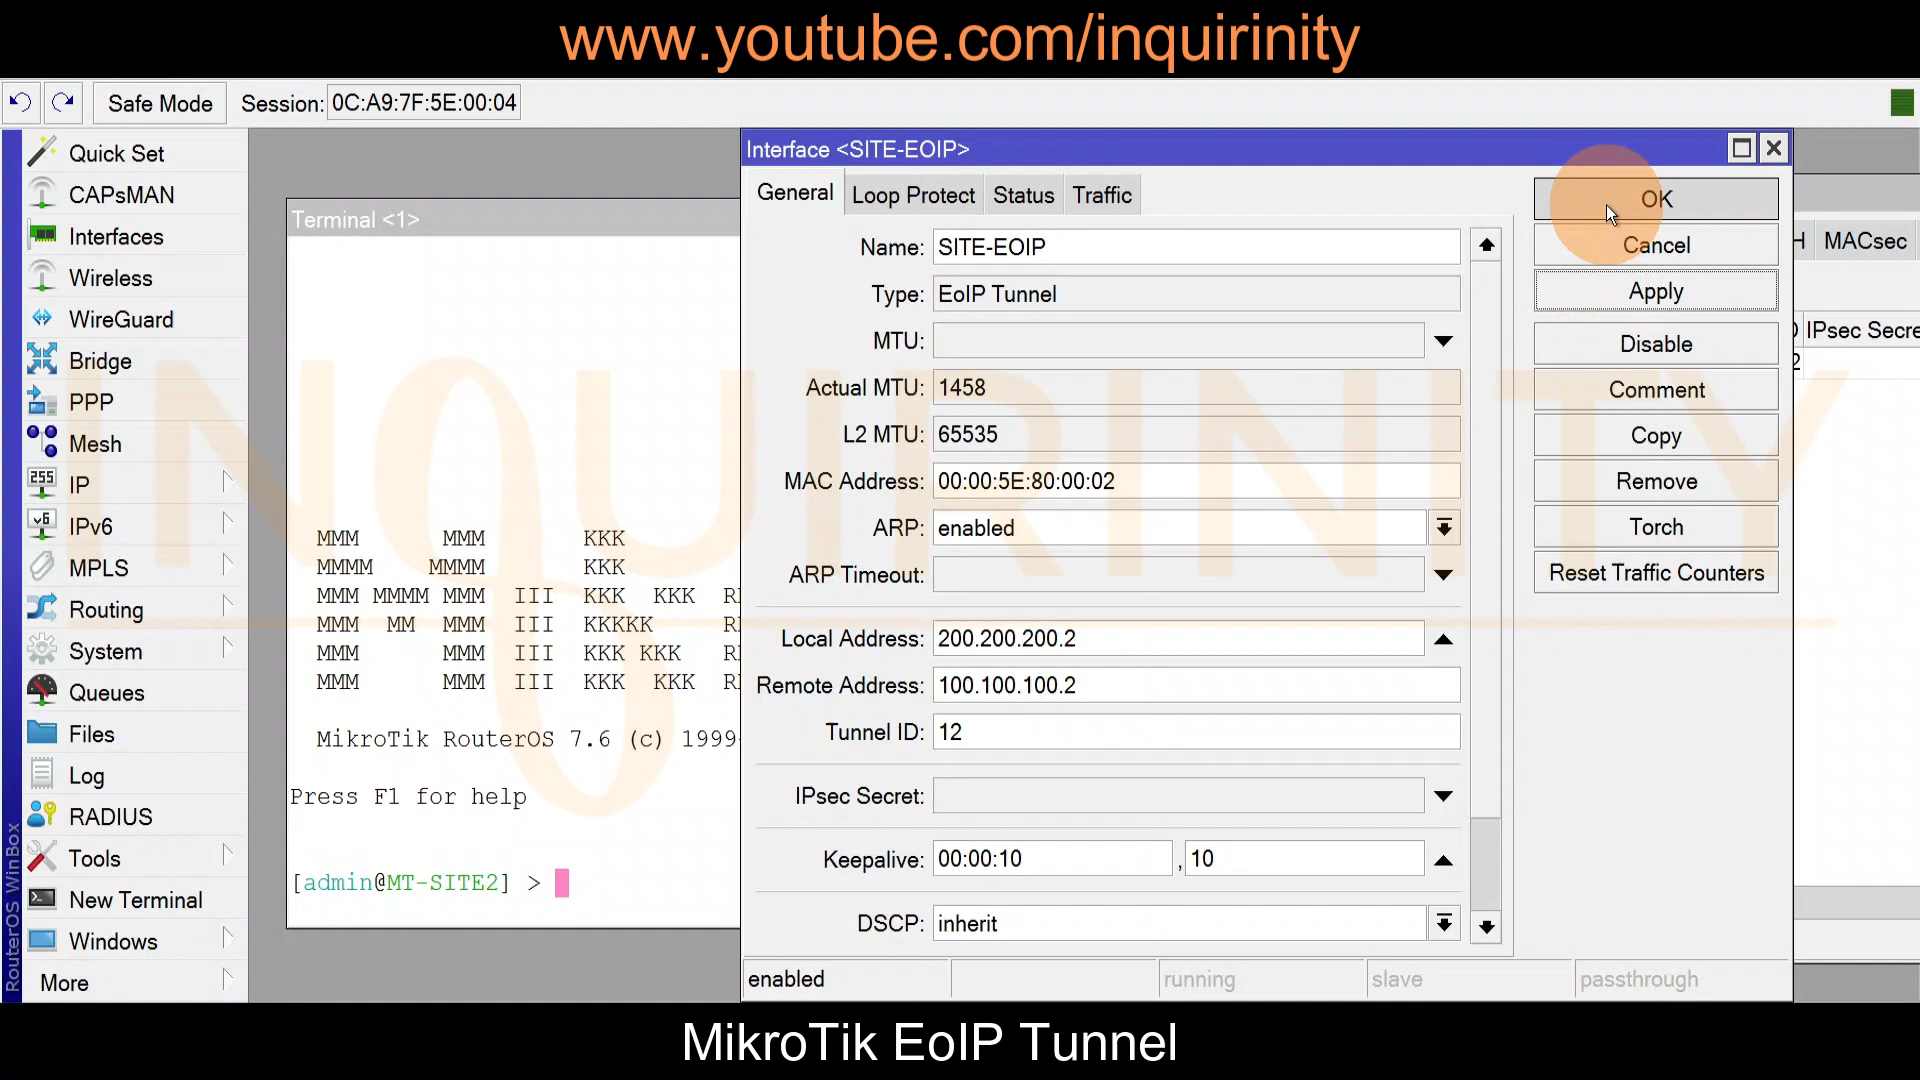 www.youtube.com/inquirinity
Safe Mode
Session: 0C:A9:7F:5E:00:04
Quick Set
CAPsMAN
Interfaces
Wireless
WireGuard
Bridge
PPP
Mesh
255 IP
v6 IPv6
MPLS
Routing
System
Queues
Files
Log
RADIUS
Tools
New Terminal
Windows
More
RouterOS WinBox
Terminal <1>
MMM MMM KKK
MMMM MMMM KKK
MMM MMMM MMM III KKK KKK
MMM MM MMM III KKKKK
MMM MMM III KKK KKK
MMM MMM III KKK KKK
MikroTik RouterOS 7.6 (c) 1999-
Press F1 for help
[admin@MT-SITE2] >
Interface <SITE-EOIP>
General Loop Protect Status Traffic
Name: SITE-EOIP
Type: EoIP Tunnel
MTU:
Actual MTU: 1458
L2 MTU: 65535
MAC Address: 00:00:5E:80:00:02
ARP: enabled
ARP Timeout:
Local Address: 200.200.200.2
Remote Address: 100.100.100.2
Tunnel ID: 12
IPsec Secret:
Keepalive: 00:00:10 , 10
DSCP: inherit
enabled running slave passthrough
OK
Cancel
Apply
Disable
Comment
Copy
Remove
Torch
Reset Traffic Counters
MACsec
IPsec Secre
2
INQUIRINITY
MikroTik EoIP Tunnel